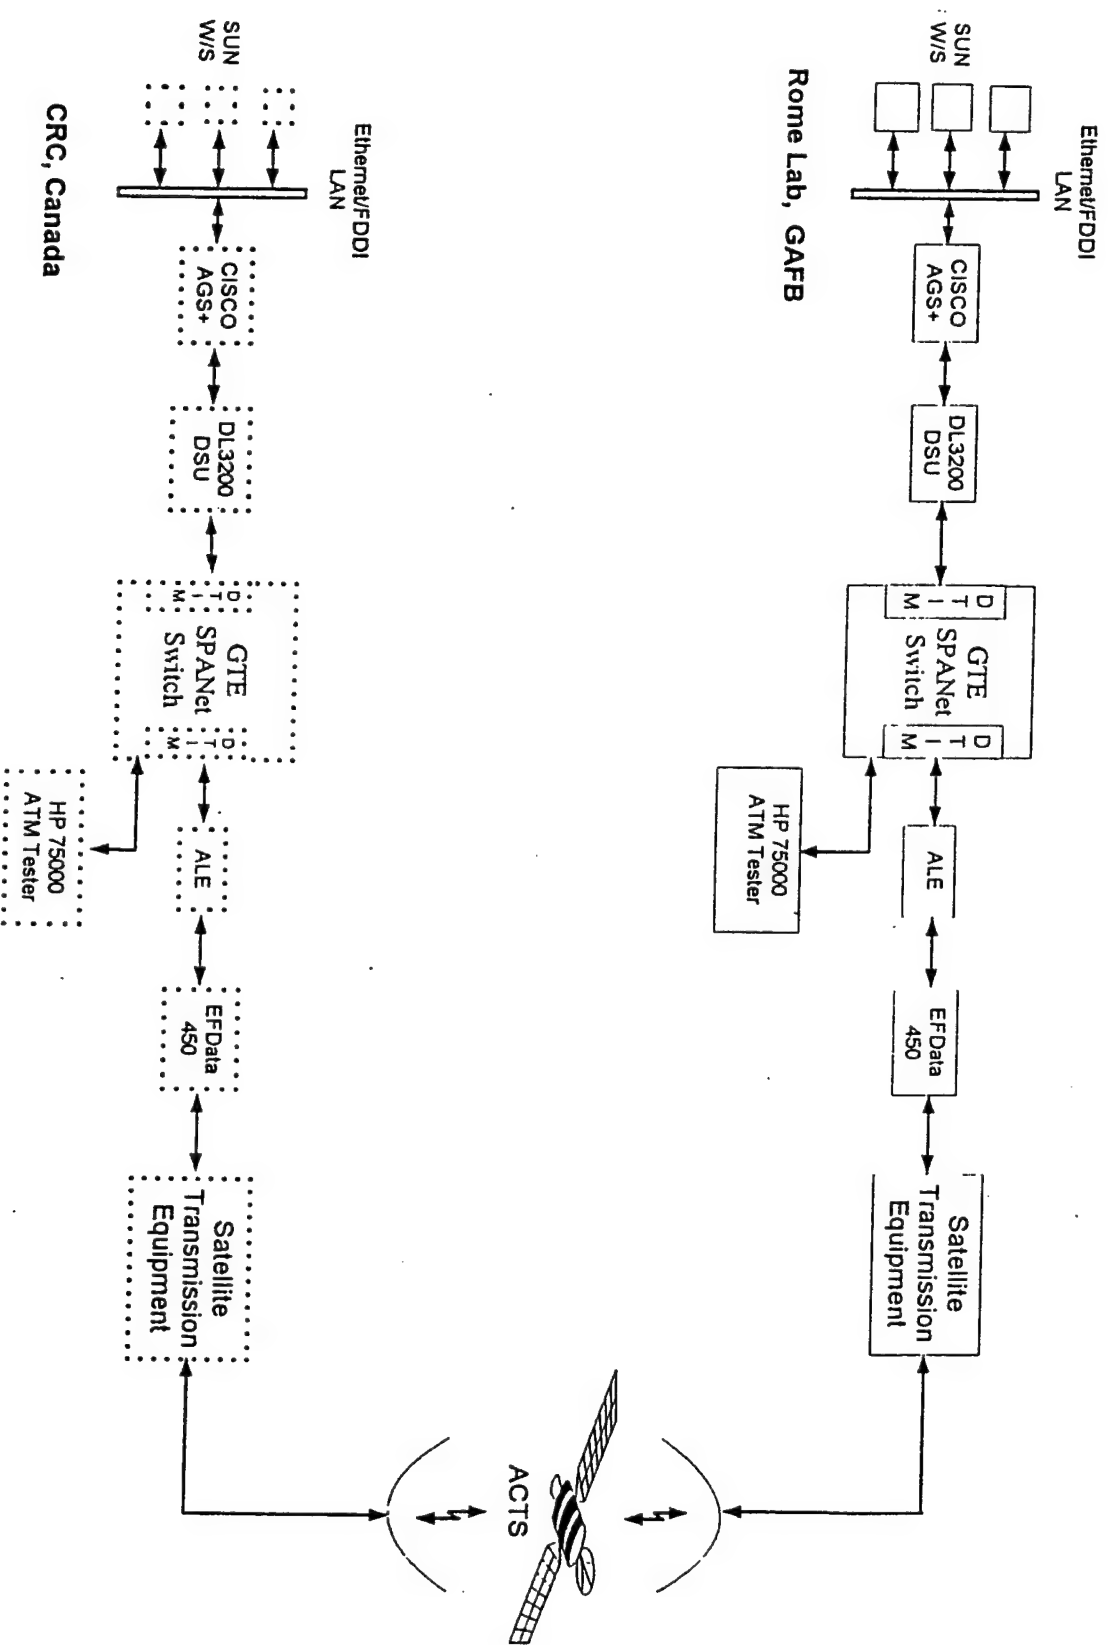 Ethernet/FDDI
LAN
SUN
W/S
Rome Lab, GAFB
CISCO
AGS+
DL3200
DSU
D
T
I
M
GTE
SPANet
Switch
D
T
I
M
HP 75000
ATM Tester
ALE
EFData
450
Satellite
Transmission
Equipment
ACTS
Ethernet/FDDI
LAN
SUN
W/S
CRC, Canada
CISCO
AGS+
DL3200
DSU
D
T
I
M
GTE
SPANet
Switch
D
T
I
M
HP 75000
ATM Tester
ALE
EFData
450
Satellite
Transmission
Equipment